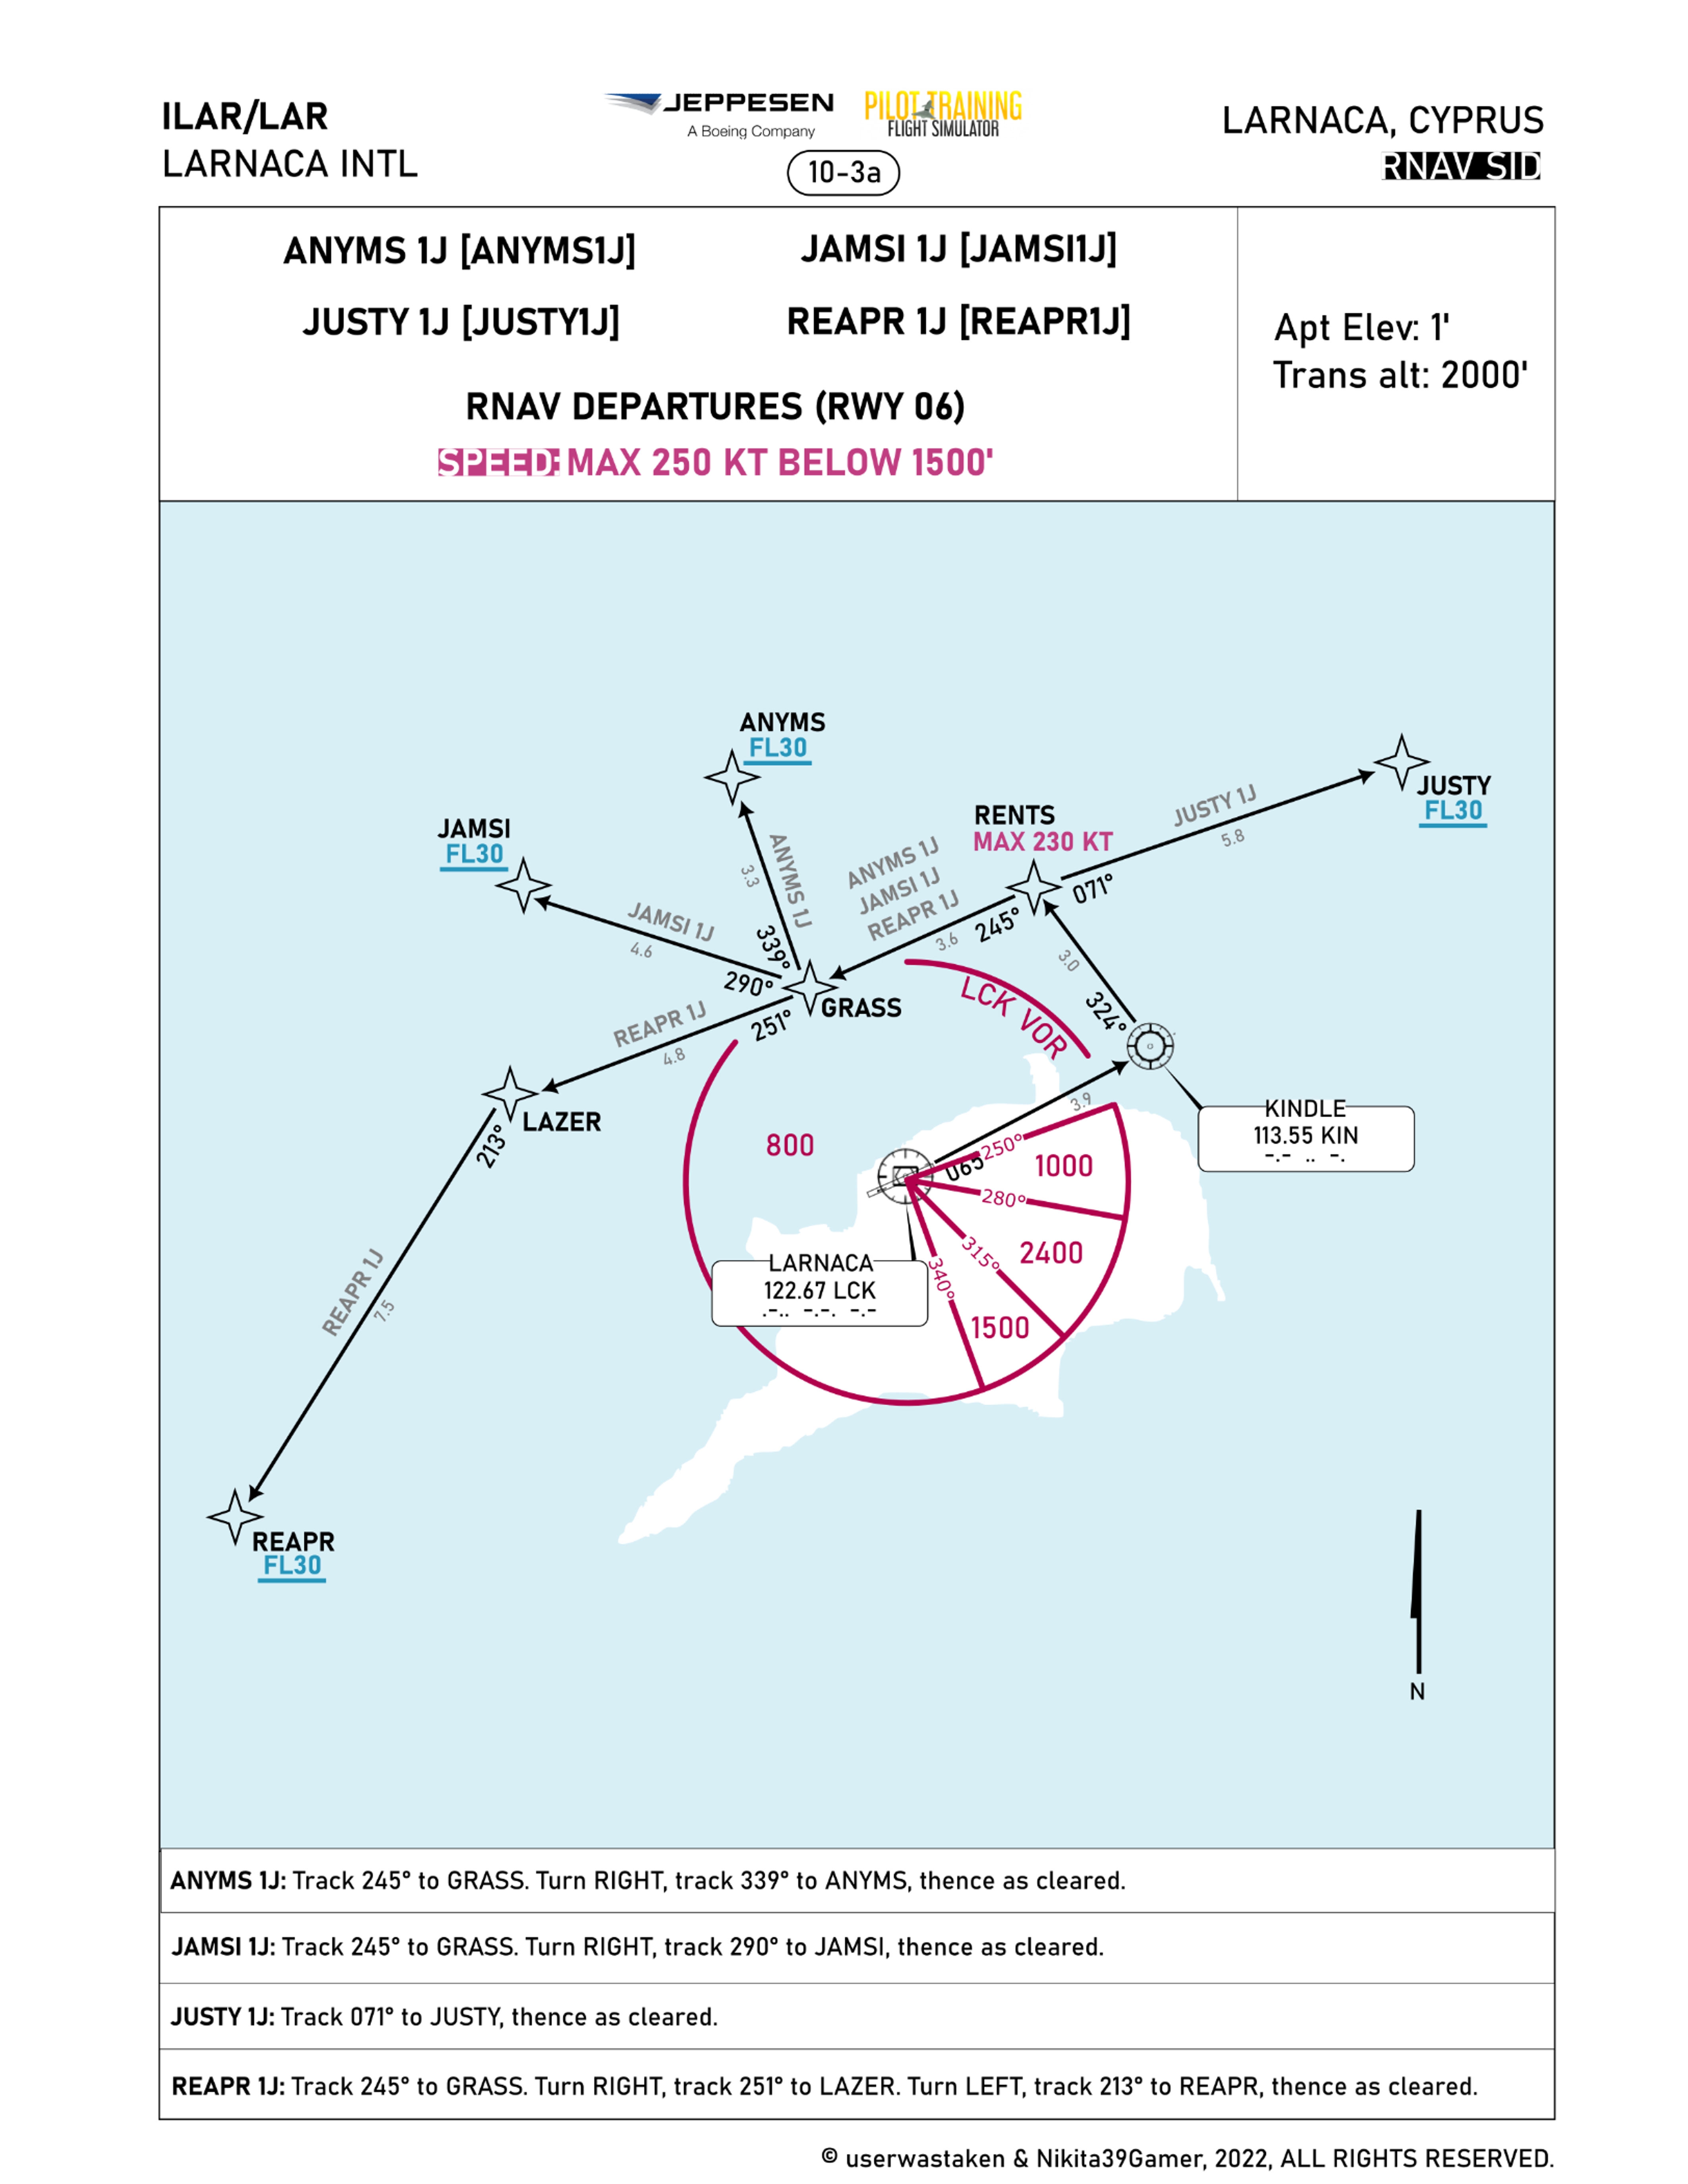 ILAR/LAR
LARNACA INTL
JEPPESEN
A Boeing Company
PILOT TRAINING
FLIGHT SIMULATOR
10-3a
LARNACA, CYPRUS
RNAV SID
ANYMS 1J [ANYMS1J]
JAMSI 1J [JAMSI1J]
JUSTY 1J [JUSTY1J]
REAPR 1J [REAPR1J]
RNAV DEPARTURES (RWY 06)
SPEED: MAX 250 KT BELOW 1500'
Apt Elev: 1'
Trans alt: 2000'
ANYMS
FL30
JUSTY
FL30
JUSTY 1J
5.8
RENTS
MAX 230 KT
071°
JAMSI
FL30
ANYMS 1J
3.3
339°
ANYMS 1J
JAMSI 1J
REAPR 1J
3.6
245°
JAMSI 1J
4.6
290°
GRASS
3.0
324°
LCK VOR
REAPR 1J
4.8
251°
LAZER
213°
3.9
065
KINDLE
113.55 KIN
-.- .. -.
800
250°
1000
280°
2400
315°
340°
1500
LARNACA
122.67 LCK
.-.. -.-. -.-
REAPR 1J
7.5
REAPR
FL30
N
ANYMS 1J: Track 245° to GRASS. Turn RIGHT, track 339° to ANYMS, thence as cleared.
JAMSI 1J: Track 245° to GRASS. Turn RIGHT, track 290° to JAMSI, thence as cleared.
JUSTY 1J: Track 071° to JUSTY, thence as cleared.
REAPR 1J: Track 245° to GRASS. Turn RIGHT, track 251° to LAZER. Turn LEFT, track 213° to REAPR, thence as cleared.
© userwastaken & Nikita39Gamer, 2022, ALL RIGHTS RESERVED.